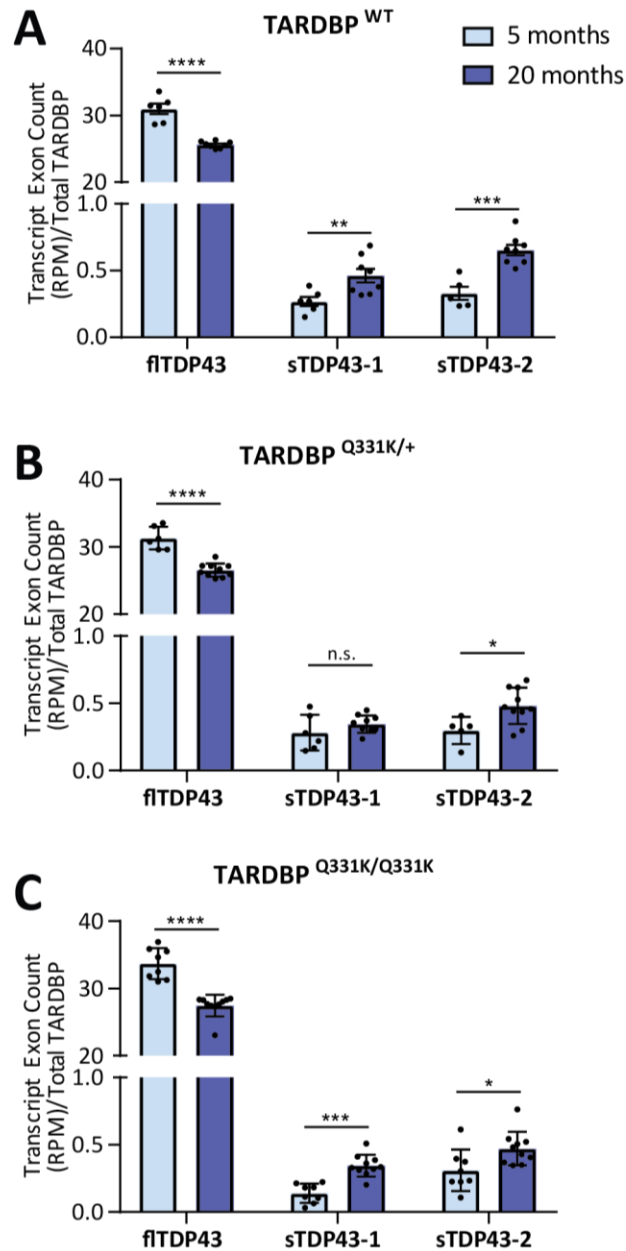 A
TARDBP WT
5 months
20 months
Transcript Exon Count
(RPM)/Total TARDBP
40
30
20
1.0
0.5
0.0
****
**
***
flTDP43
sTDP43-1
sTDP43-2
B
TARDBP Q331K/+
Transcript Exon Count
(RPM)/Total TARDBP
40
30
20
1.0
0.5
0.0
****
n.s.
*
flTDP43
sTDP43-1
sTDP43-2
C
TARDBP Q331K/Q331K
Transcript Exon Count
(RPM)/Total TARDBP
40
30
20
1.0
0.5
0.0
****
***
*
flTDP43
sTDP43-1
sTDP43-2